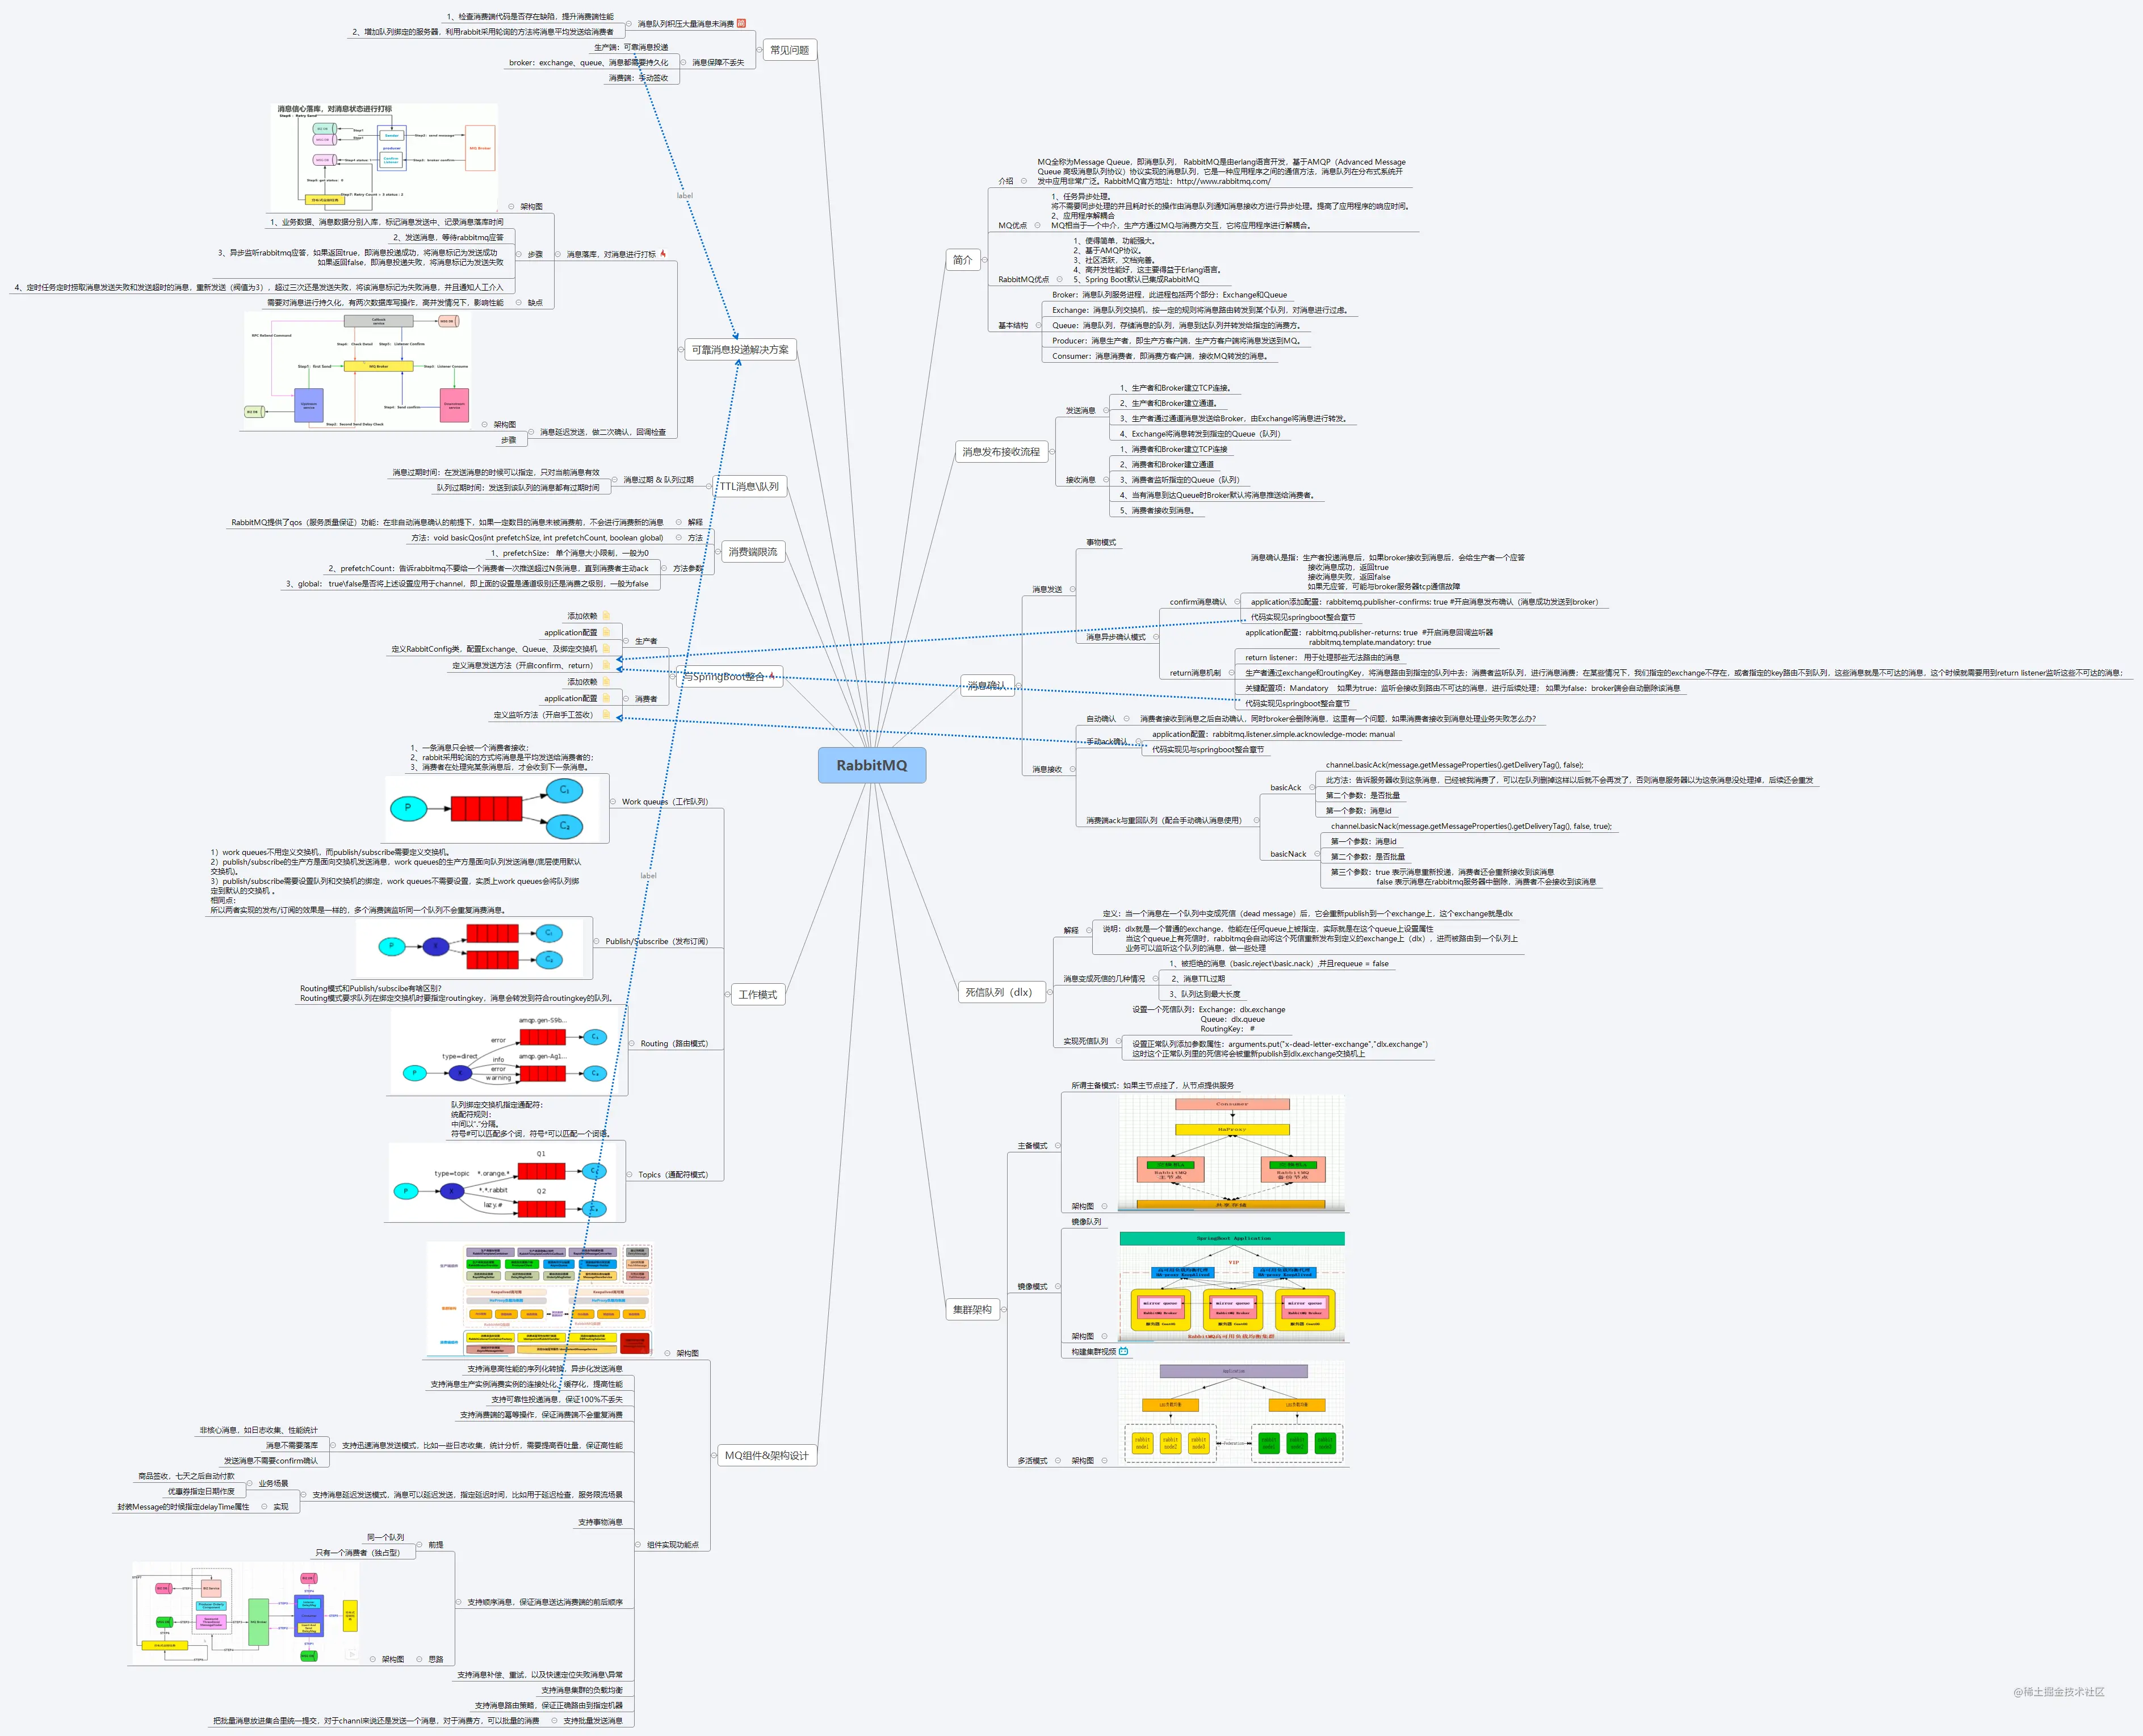 RabbitMQ
常见问题
消息队列积压大量消息未消费
1、检查消费端代码是否存在缺陷，提升消费端性能
2、增加队列绑定的服务器，利用rabbit采用轮询的方法将消息平均发送给消费者
消息保障不丢失
生产端：可靠消息投递
broker：exchange、queue、消息都需要持久化
消费端：手动签收
label
可靠消息投递解决方案
消息落库，对消息进行打标
架构图
消息信心落库，对消息状态进行打标
步骤
1、业务数据、消息数据分别入库，标记消息发送中、记录消息落库时间
2、发送消息，等待rabbitmq应答
3、异步监听rabbitmq应答，如果返回true，即消息投递成功，将消息标记为发送成功
如果返回false，即消息投递失败，将消息标记为发送失败
4、定时任务定时捞取消息发送失败和发送超时的消息，重新发送（阀值为3），超过三次还是发送失败，将该消息标记为失败消息，并且通知人工介入
缺点
需要对消息进行持久化，有两次数据库写操作，高并发情况下，影响性能
消息延迟发送，做二次确认，回调检查
架构图
步骤
TTL消息\队列
消息过期 & 队列过期
消息过期时间：在发送消息的时候可以指定，只对当前消息有效
队列过期时间：发送到该队列的消息都有过期时间
消费端限流
解释
RabbitMQ提供了qos（服务质量保证）功能：在非自动消息确认的前提下，如果一定数目的消息未被消费前，不会进行消费新的消息
方法
方法：void basicQos(int prefetchSize, int prefetchCount, boolean global)
方法参数
1、prefetchSize： 单个消息大小限制，一般为0
2、prefetchCount：告诉rabbitmq不要给一个消费者一次推送超过N条消息，直到消费者主动ack
3、global： true\false是否将上述设置应用于channel，即上面的设置是通道级别还是消费之级别，一般为false
与SpringBoot整合
生产者
添加依赖
application配置
定义RabbitConfig类，配置Exchange、Queue、及绑定交换机
定义消息发送方法（开启confirm、return）
消费者
添加依赖
application配置
定义监听方法（开启手工签收）
工作模式
Work queues（工作队列）
1、一条消息只会被一个消费者接收；
2、rabbit采用轮询的方式将消息是平均发送给消费者的；
3、消费者在处理完某条消息后，才会收到下一条消息。
P
C₁
C₂
label
Publish/Subscribe（发布订阅）
1）work queues不用定义交换机，而publish/subscribe需要定义交换机。
2）publish/subscribe的生产方是面向交换机发送消息，work queues的生产方是面向队列发送消息(底层使用默认
交换机)。
3）publish/subscribe需要设置队列和交换机的绑定，work queues不需要设置，实质上work queues会将队列绑
定到默认的交换机 。
相同点：
所以两者实现的发布/订阅的效果是一样的，多个消费端监听同一个队列不会重复消费消息。
P
X
C₁
C₂
Routing（路由模式）
Routing模式和Publish/subscibe有啥区别？
Routing模式要求队列在绑定交换机时要指定routingkey，消息会转发到符合routingkey的队列。
type=direct
error
info
error
warning
amqp.gen-S9b...
amqp.gen-Ag1...
P
X
C₁
C₂
Topics（通配符模式）
队列绑定交换机指定通配符：
统配符规则：
中间以“.”分隔。
符号#可以匹配多个词，符号*可以匹配一个词语。
type=topic
*.orange.*
*.*.rabbit
lazy.#
Q1
Q2
P
X
C₁
C₂
MQ组件&架构设计
架构图
组件实现功能点
支持消息高性能的序列化转换，异步化发送消息
支持消息生产实例消费实例的连接处化、缓存化，提高性能
支持可靠性投递消息，保证100%不丢失
支持消费端的幂等操作，保证消费端不会重复消费
支持迅速消息发送模式，比如一些日志收集，统计分析，需要提高吞吐量，保证高性能
非核心消息，如日志收集、性能统计
消息不需要落库
发送消息不需要confirm确认
支持消息延迟发送模式，消息可以延迟发送，指定延迟时间，比如用于延迟检查，服务限流场景
业务场景
商品签收，七天之后自动付款
优惠券指定日期作废
实现
封装Message的时候指定delayTime属性
支持事物消息
支持顺序消息，保证消息送达消费端的前后顺序
前提
同一个队列
只有一个消费者（独占型）
思路
架构图
支持消息补偿、重试，以及快速定位失败消息\异常
支持消息集群的负载均衡
支持消息路由策略，保证正确路由到指定机器
支持批量发送消息
把批量消息放进集合里统一提交，对于channl来说还是发送一个消息，对于消费方，可以批量的消费
简介
介绍
MQ全称为Message Queue，即消息队列， RabbitMQ是由erlang语言开发，基于AMQP（Advanced Message
Queue 高级消息队列协议）协议实现的消息队列，它是一种应用程序之间的通信方法，消息队列在分布式系统开
发中应用非常广泛。RabbitMQ官方地址：http://www.rabbitmq.com/
MQ优点
1、任务异步处理。
将不需要同步处理的并且耗时长的操作由消息队列通知消息接收方进行异步处理。提高了应用程序的响应时间。
2、应用程序解耦合
MQ相当于一个中介，生产方通过MQ与消费方交互，它将应用程序进行解耦合。
RabbitMQ优点
1、使得简单，功能强大。
2、基于AMQP协议。
3、社区活跃，文档完善。
4、高并发性能好，这主要得益于Erlang语言。
5、Spring Boot默认已集成RabbitMQ
基本结构
Broker：消息队列服务进程，此进程包括两个部分：Exchange和Queue
Exchange：消息队列交换机，按一定的规则将消息路由转发到某个队列，对消息进行过虑。
Queue：消息队列，存储消息的队列，消息到达队列并转发给指定的消费方。
Producer：消息生产者，即生产方客户端，生产方客户端将消息发送到MQ。
Consumer：消息消费者，即消费方客户端，接收MQ转发的消息。
消息发布接收流程
发送消息
1、生产者和Broker建立TCP连接。
2、生产者和Broker建立通道。
3、生产者通过通道消息发送给Broker，由Exchange将消息进行转发。
4、Exchange将消息转发到指定的Queue（队列）
接收消息
1、消费者和Broker建立TCP连接
2、消费者和Broker建立通道
3、消费者监听指定的Queue（队列）
4、当有消息到达Queue时Broker默认将消息推送给消费者。
5、消费者接收到消息。
消息确认
消息发送
事物模式
消息异步确认模式
confirm消息确认
消息确认是指：生产者投递消息后，如果broker接收到消息后，会给生产者一个应答
接收消息成功，返回true
接收消息失败，返回false
如果无应答，可能与broker服务器tcp通信故障
application添加配置：rabbitemq.publisher-confirms: true #开启消息发布确认（消息成功发送到broker）
代码实现见springboot整合章节
return消息机制
application配置：rabbitmq.publisher-returns: true  #开启消息回调监听器
rabbitmq.template.mandatory: true
return listener： 用于处理那些无法路由的消息
生产者通过exchange和routingKey，将消息路由到指定的队列中去；消费者监听队列，进行消息消费；在某些情况下，我们指定的exchange不存在，或者指定的key路由不到队列，这些消息就是不可达的消息，这个时候就需要用到return listener监听这些不可达的消息；
关键配置项：Mandatory    如果为true：监听会接收到路由不可达的消息，进行后续处理； 如果为false：broker端会自动删除该消息
代码实现见springboot整合章节
消息接收
自动确认
消费者接收到消息之后自动确认，同时broker会删除消息，这里有一个问题，如果消费者接收到消息处理业务失败怎么办？
手动ack确认
application配置：rabbitmq.listener.simple.acknowledge-mode: manual
代码实现见与springboot整合章节
消费端ack与重回队列（配合手动确认消息使用）
basicAck
channel.basicAck(message.getMessageProperties().getDeliveryTag(), false);
此方法：告诉服务器收到这条消息，已经被我消费了，可以在队列删掉这样以后就不会再发了，否则消息服务器以为这条消息没处理掉，后续还会重发
第二个参数：是否批量
第一个参数：消息id
basicNack
channel.basicNack(message.getMessageProperties().getDeliveryTag(), false, true);
第一个参数：消息id
第二个参数：是否批量
第三个参数：true 表示消息重新投递，消费者还会重新接收到该消息
false 表示消息在rabbitmq服务器中删除，消费者不会接收到该消息
死信队列（dlx）
解释
定义：当一个消息在一个队列中变成死信（dead message）后，它会重新publish到一个exchange上，这个exchange就是dlx
说明：dlx就是一个普通的exchange，他能在任何queue上被指定，实际就是在这个queue上设置属性
当这个queue上有死信时，rabbitmq会自动将这个死信重新发布到定义的exchange上（dlx），进而被路由到一个队列上
业务可以监听这个队列的消息，做一些处理
消息变成死信的几种情况
1、被拒绝的消息（basic.reject\basic.nack）,并且requeue = false
2、消息TTL过期
3、队列达到最大长度
实现死信队列
设置一个死信队列：Exchange：dlx.exchange
Queue：dlx.queue
RoutingKey： #
设置正常队列添加参数属性：arguments.put("x-dead-letter-exchange","dlx.exchange")
这时这个正常队列里的死信将会被重新publish到dlx.exchange交换机上
集群架构
主备模式
所谓主备模式：如果主节点挂了，从节点提供服务
架构图
Consumer
HaProxy
镜像模式
镜像队列
架构图
SpringBoot Application
VIP
mirror queue
mirror queue
mirror queue
RabbitMQ Broker
RabbitMQ Broker
RabbitMQ Broker
RabbitMQ高可用负载均衡集群
构建集群视频
多活模式
架构图
@稀土掘金技术社区